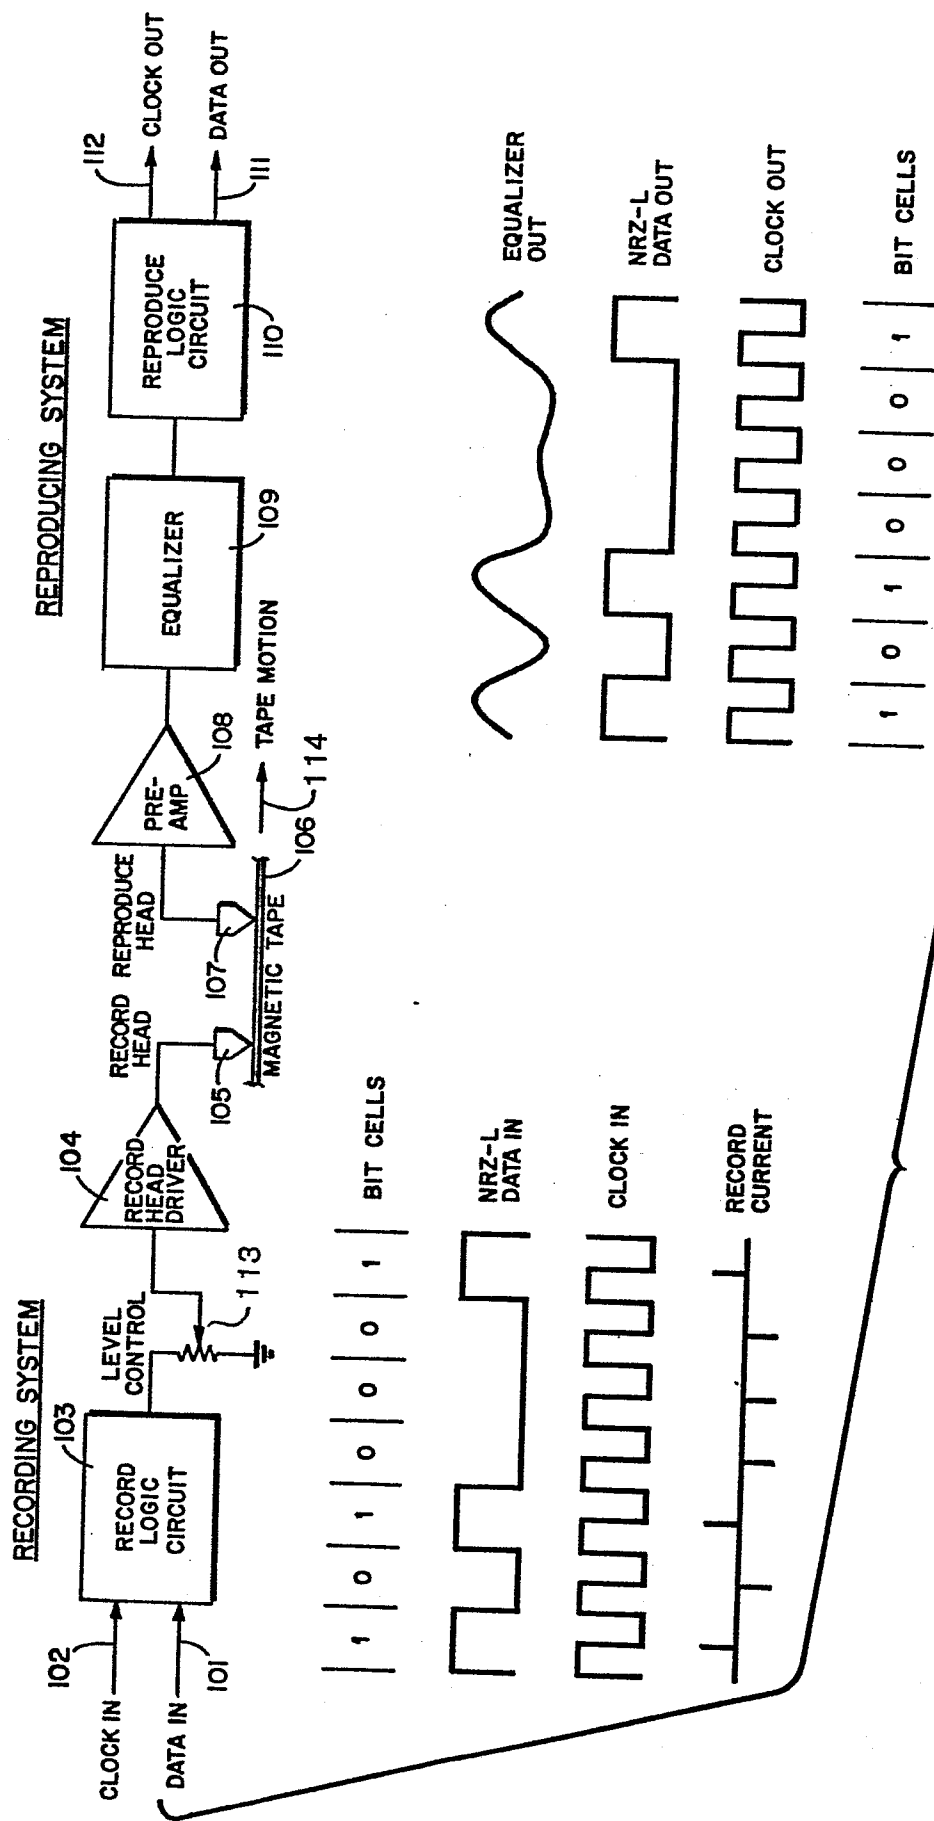 RECORDING SYSTEM
REPRODUCING SYSTEM
CLOCK IN
102
DATA IN
101
103
RECORD
LOGIC
CIRCUIT
LEVEL
CONTROL
113
104
RECORD
HEAD
DRIVER
RECORD
HEAD
105
REPRODUCE
HEAD
107
MAGNETIC TAPE
106
TAPE MOTION
114
PRE-
AMP
108
EQUALIZER
109
REPRODUCE
LOGIC
CIRCUIT
110
112
CLOCK OUT
111
DATA OUT
1 0 1 0 0 0 1
BIT CELLS
NRZ-L
DATA IN
CLOCK IN
RECORD
CURRENT
EQUALIZER
OUT
NRZ-L
DATA OUT
CLOCK OUT
1 0 1 0 0 0 1
BIT CELLS